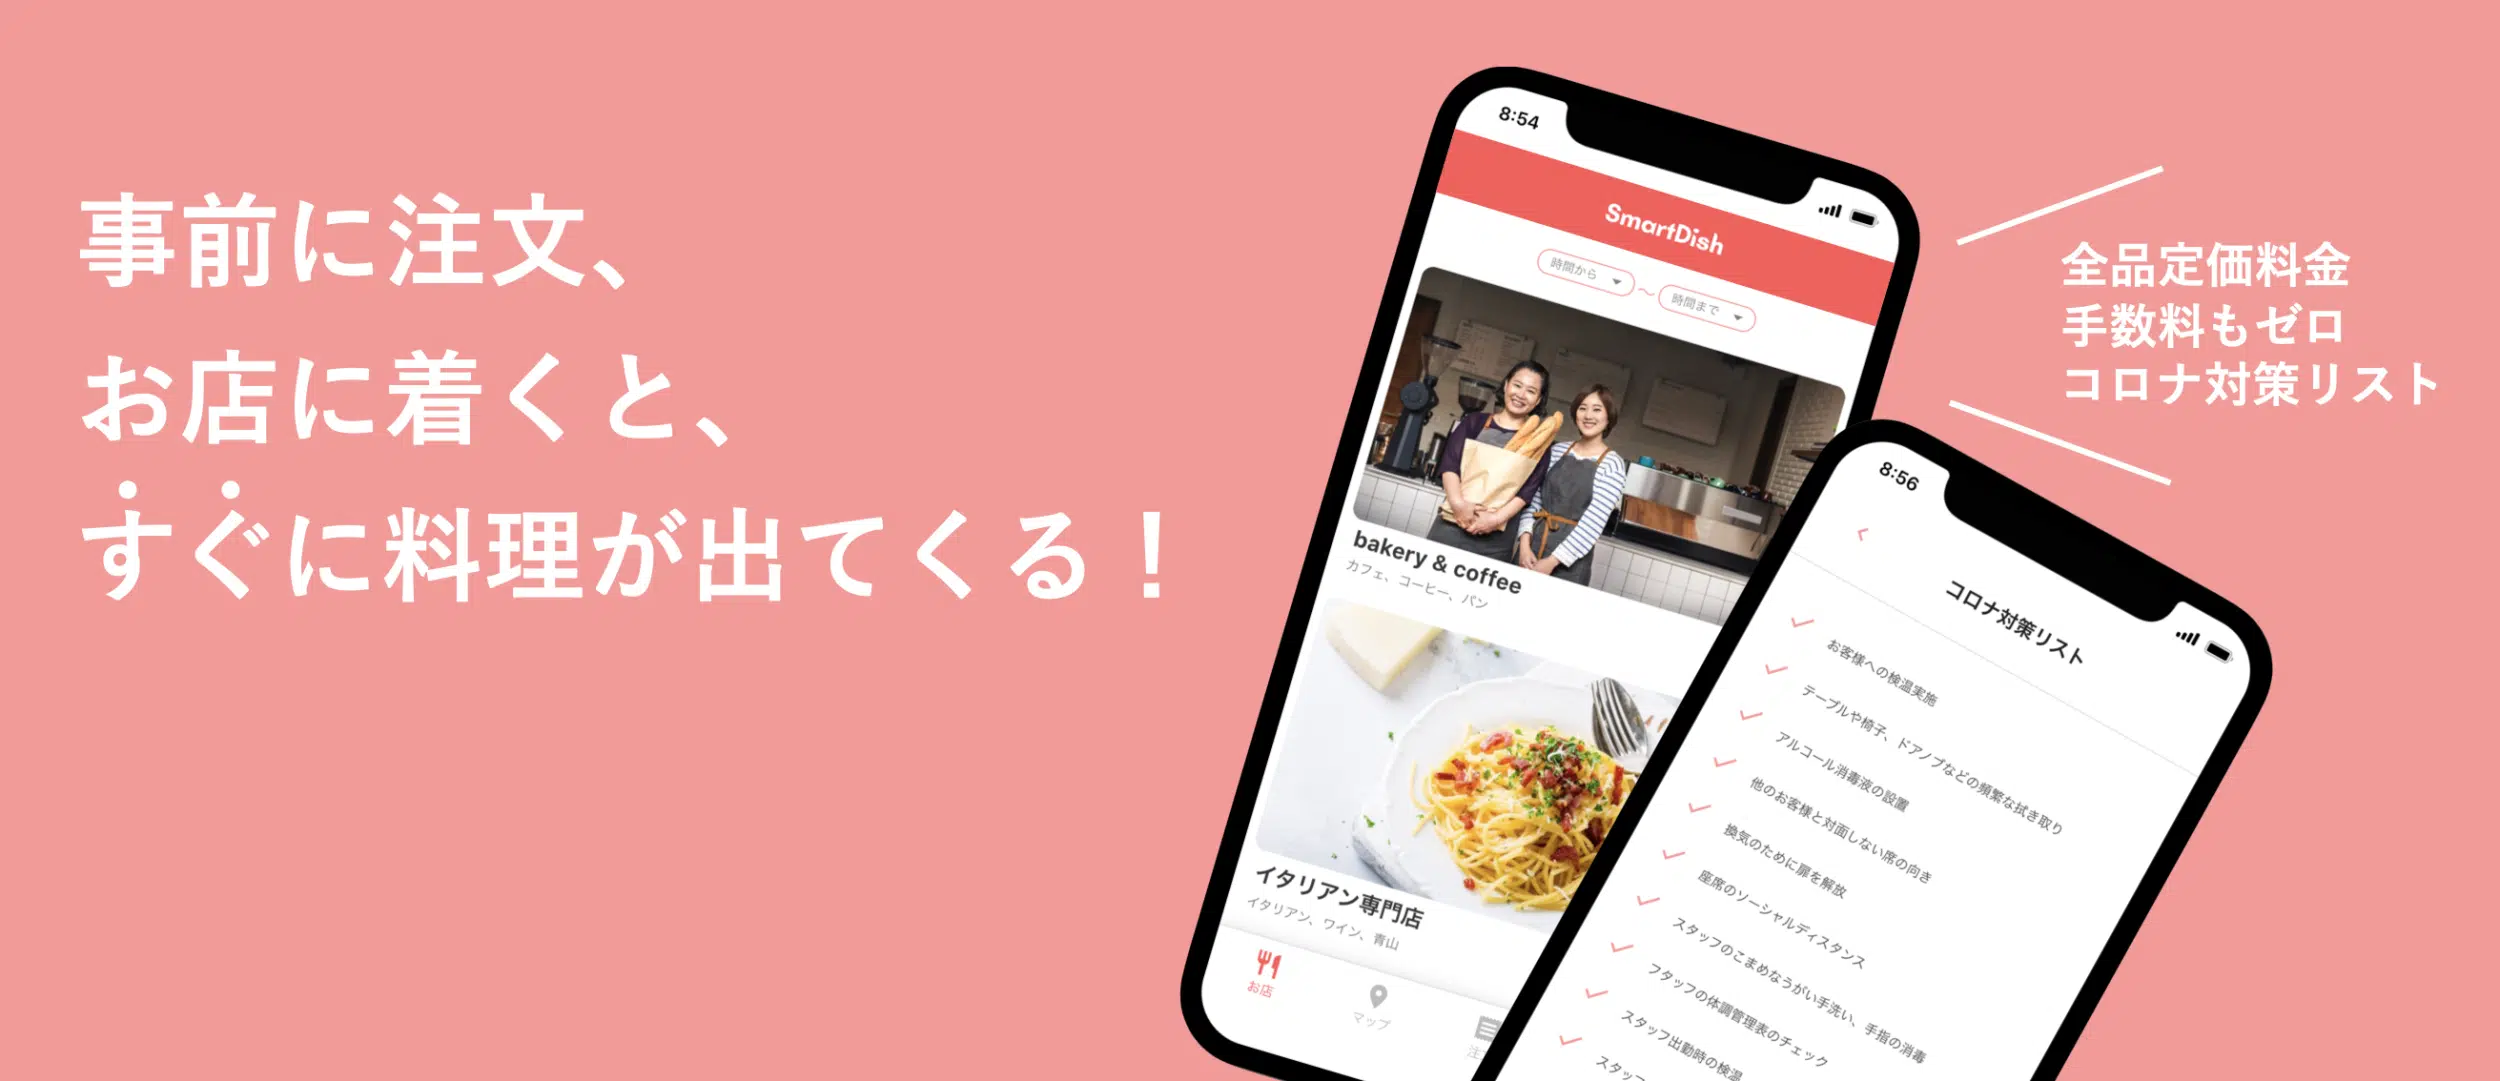 事前に注文、
お店に着くと、
すぐに料理が出てくる！
全品定価料金
手数料もゼロ
コロナ対策リスト
8:54
SmartDish
時間から
～
時間まで
bakery & coffee
カフェ、コーヒー、パン
イタリアン専門店
イタリアン、ワイン、青山
お店
マップ
注
8:56
コロナ対策リスト
お客様への検温実施
テーブルや椅子、ドアノブなどの頻繁な拭き取り
アルコール消毒液の設置
他のお客様と対面しない席の向き
換気のために扉を解放
座席のソーシャルディスタンス
スタッフのこまめなうがい手洗い、手指の消毒
フタッフの体調管理表のチェック
スタッフ出勤時の検温
スタッフ